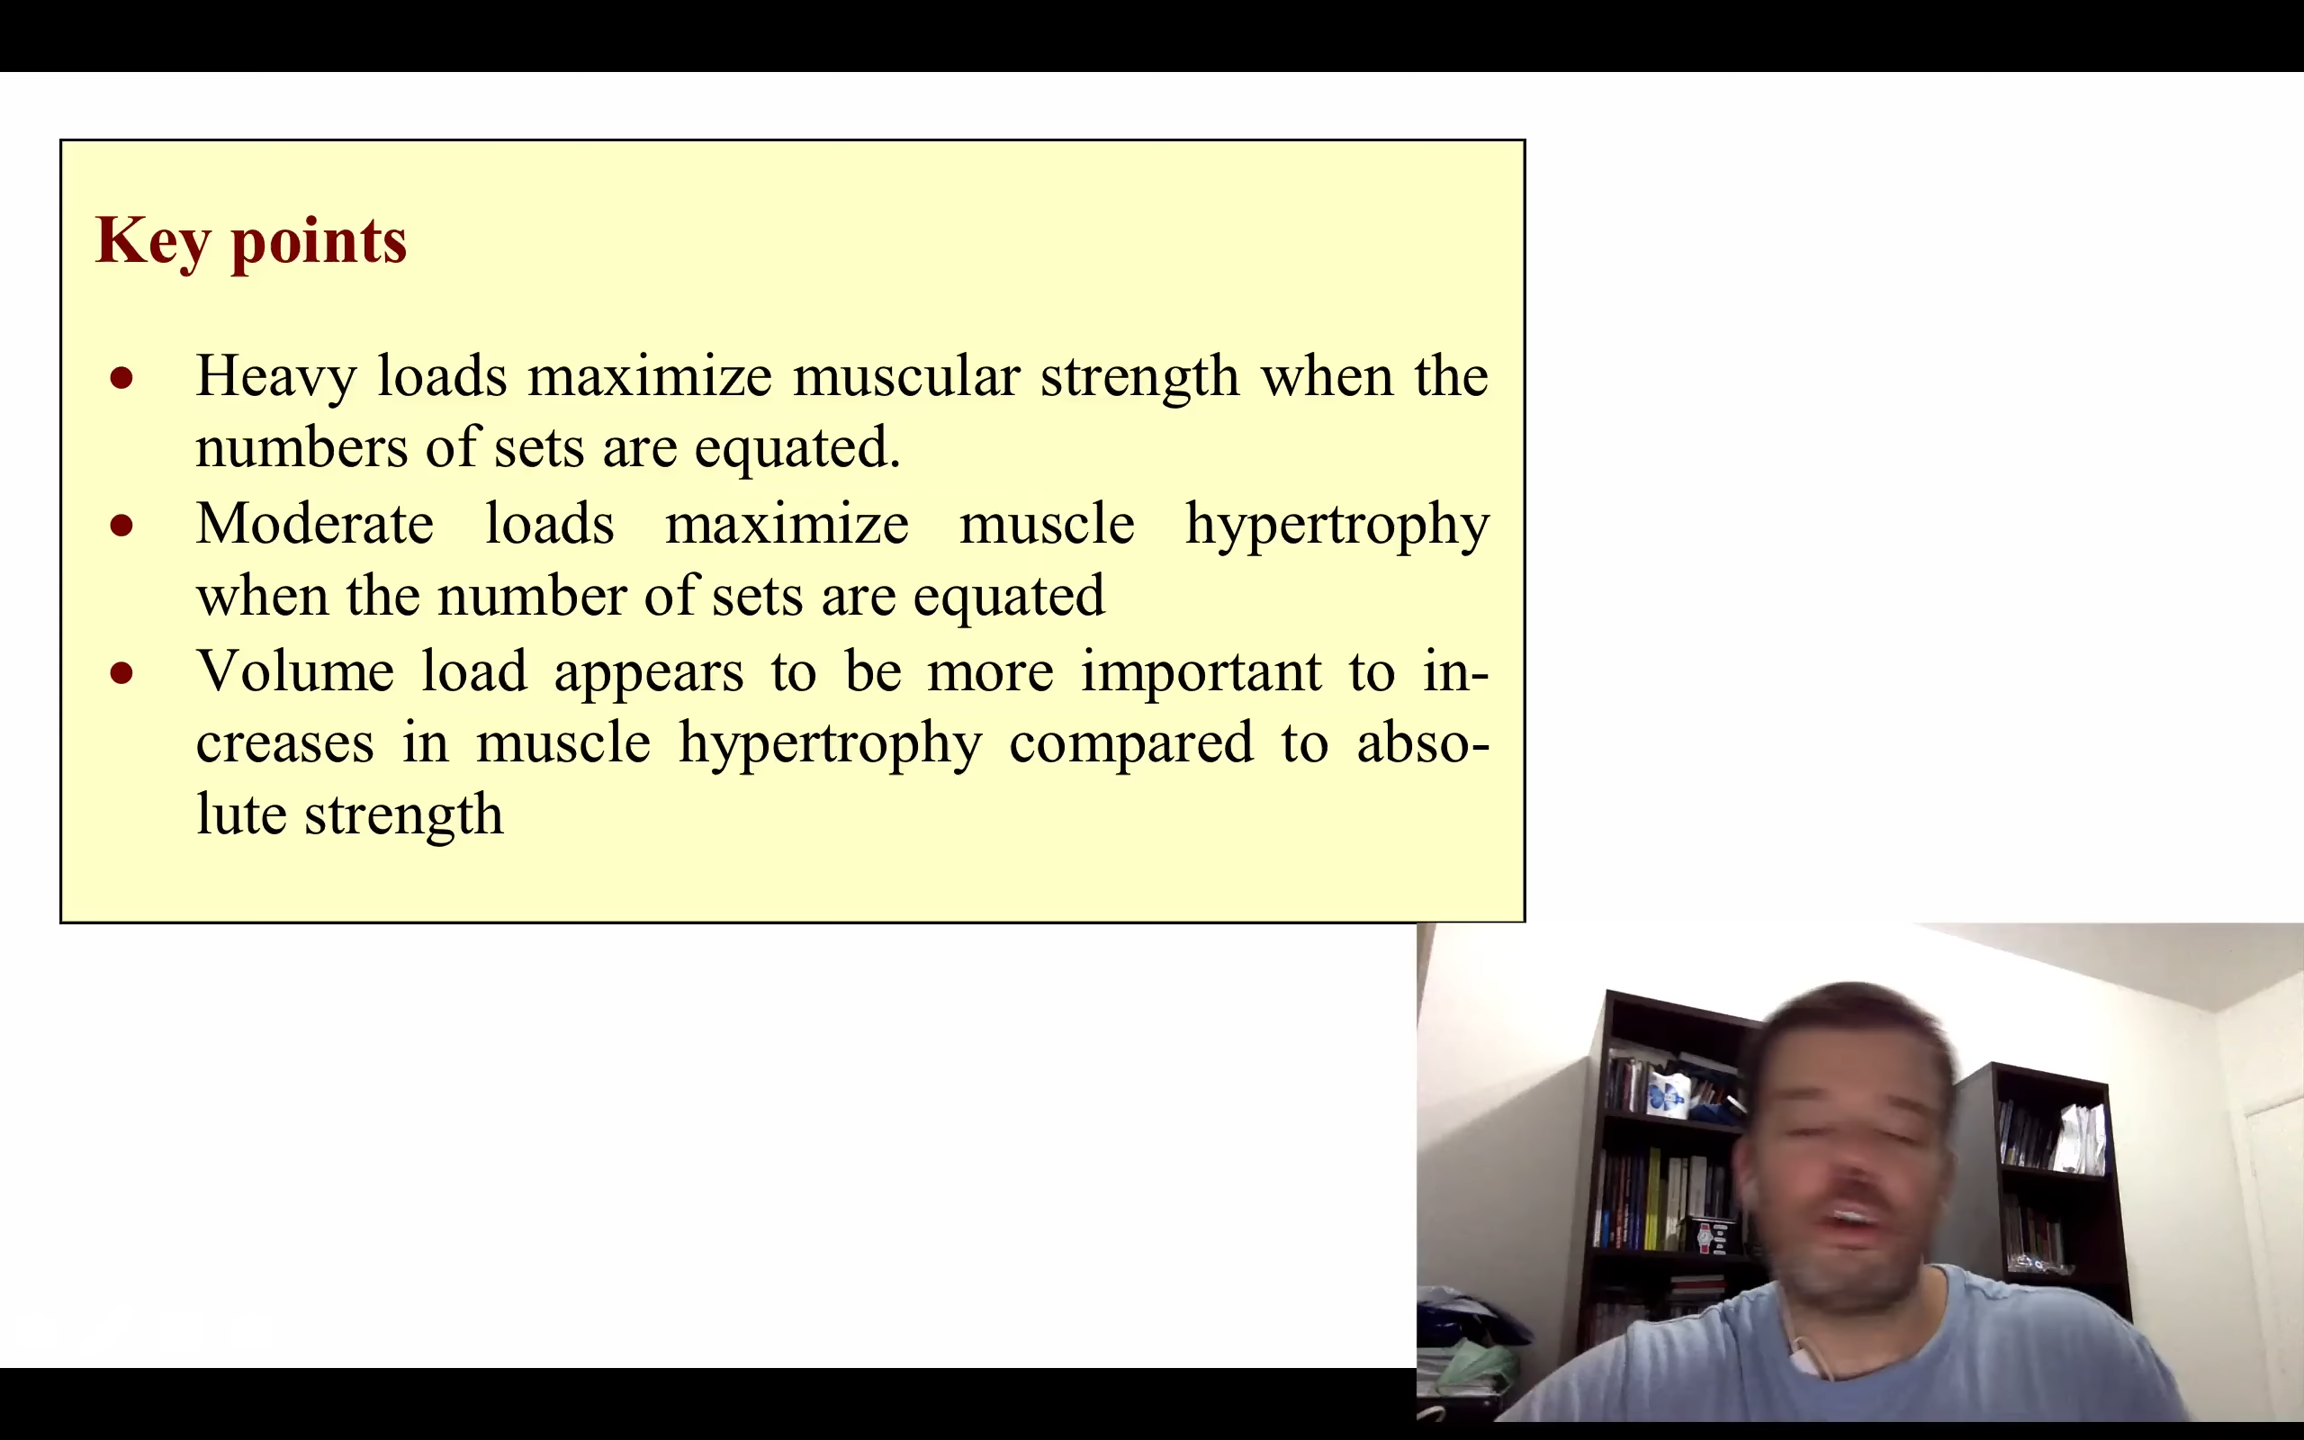 Key points
Heavy loads maximize muscular strength when the
numbers of sets are equated.
Moderate loads maximize muscle hypertrophy
when the number of sets are equated
Volume load appears to be more important to in-
creases in muscle hypertrophy compared to abso-
lute strength